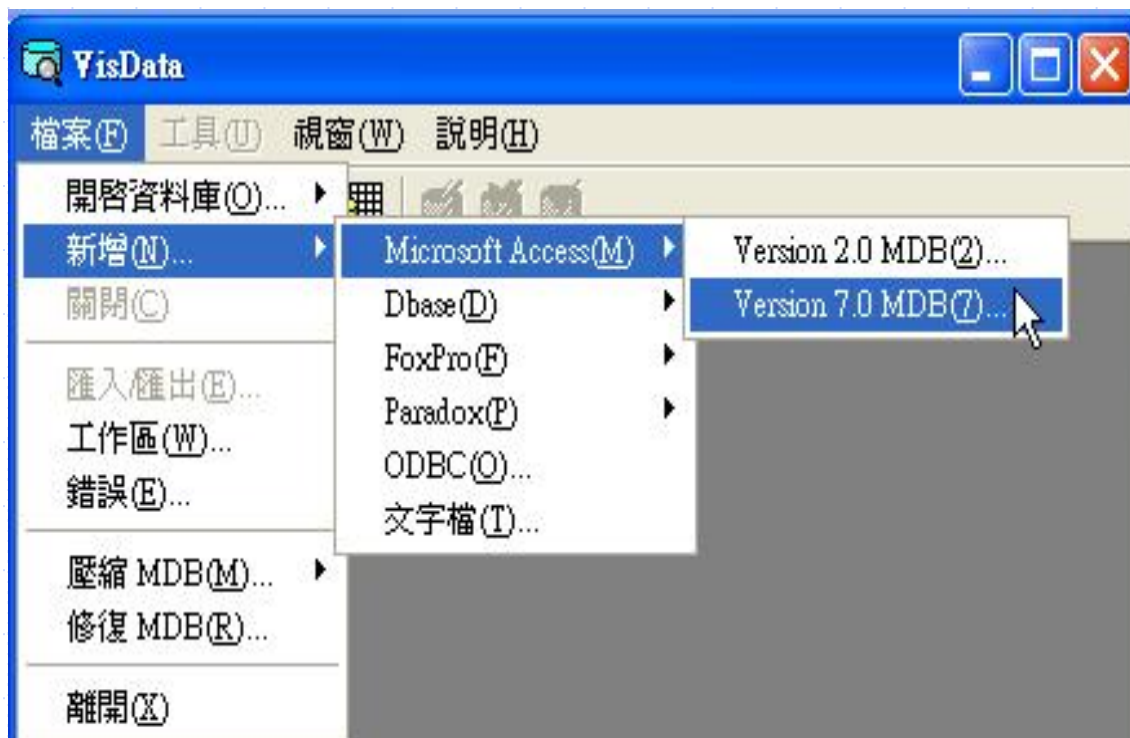 VisData
檔案(F) 工具(U) 視窗(W) 說明(H)
開啓資料庫(O)...
新增(N)...
關閉(C)
匯入/匯出(E)...
工作區(W)...
錯誤(E)...
壓縮 MDB(M)...
修復 MDB(R)...
離開(X)
Microsoft Access(M)
Dbase(D)
FoxPro(F)
Paradox(P)
ODBC(O)...
文字檔(T)...
Version 2.0 MDB(2)...
Version 7.0 MDB(7)...